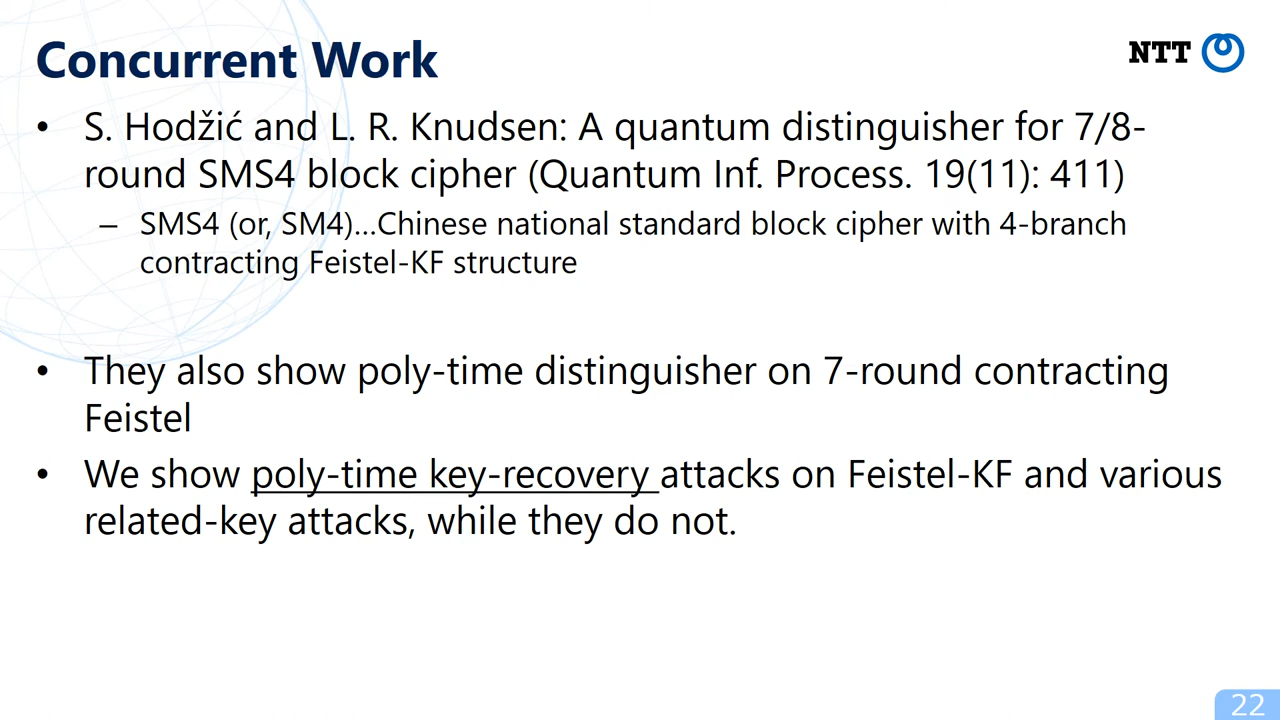 Concurrent Work
NTT
• S. Hodžić and L. R. Knudsen: A quantum distinguisher for 7/8-
round SMS4 block cipher (Quantum Inf. Process. 19(11): 411)
– SMS4 (or, SM4)...Chinese national standard block cipher with 4-branch
contracting Feistel-KF structure
• They also show poly-time distinguisher on 7-round contracting
Feistel
• We show poly-time key-recovery attacks on Feistel-KF and various
related-key attacks, while they do not.
22